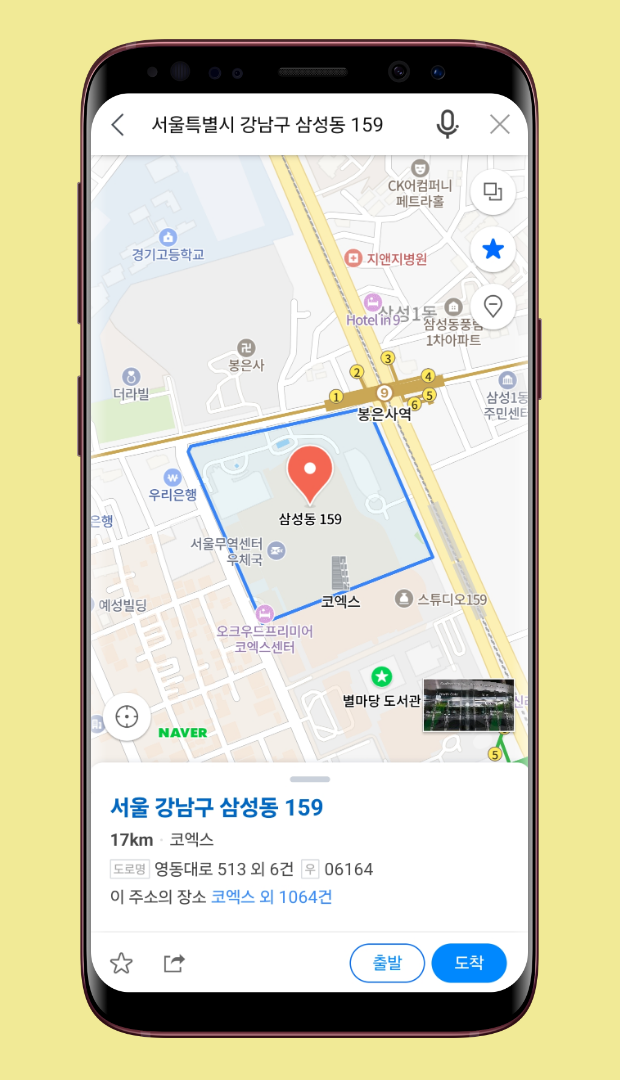 서울특별시 강남구 삼성동 159
CK어컴퍼니
페트라홀
경기고등학교
지앤지병원
Hotel in 9
삼성1동
삼성동풍림
1차아파트
봉은사
더라빌
1
2
3
4
5
6
9
봉은사역
삼성1동
주민센터
우리은행
은행
삼성동 159
서울무역센터
우체국
코엑스
스튜디오159
예성빌딩
오크우드프리미어
코엑스센터
별마당 도서관
5
NAVER
서울 강남구 삼성동 159
17km · 코엑스
도로명 영동대로 513 외 6건 우 06164
이 주소의 장소 코엑스 외 1064건
출발
도착